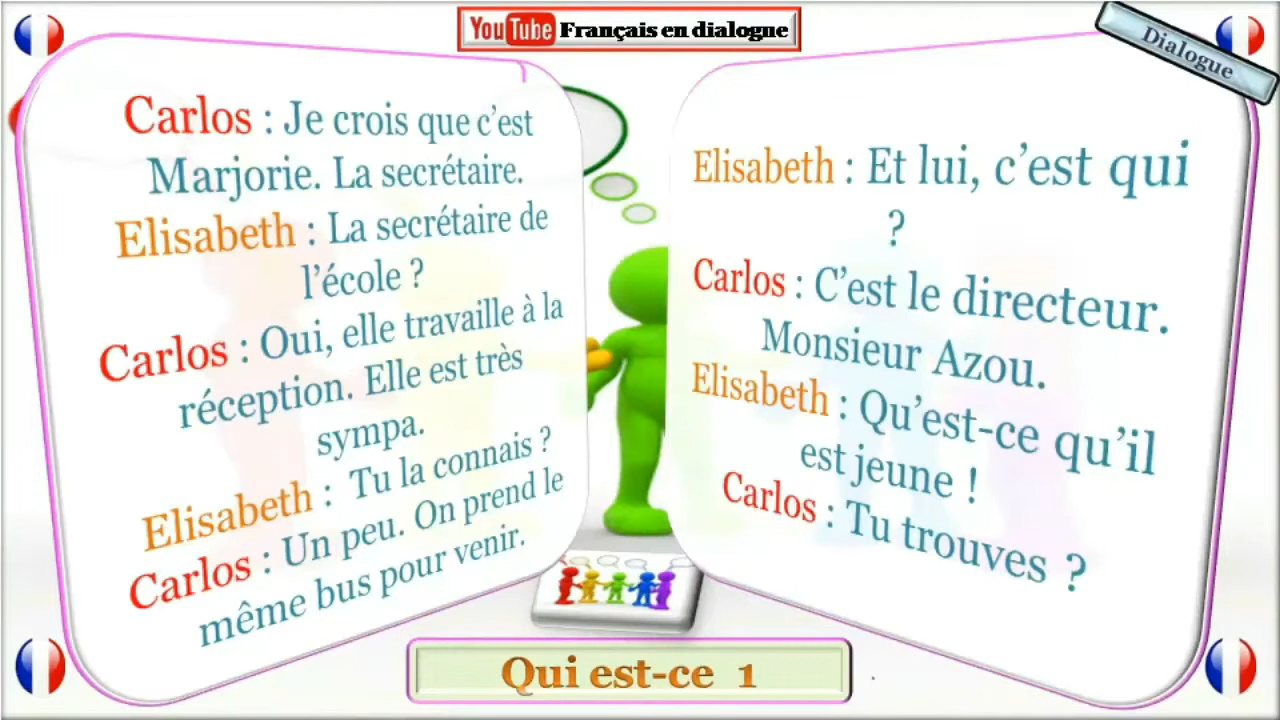 YouTube Français en dialogue
Dialogue
Carlos : Je crois que c'est
Marjorie. La secrétaire.
Elisabeth : La secrétaire de
l'école ?
Carlos : Oui, elle travaille à la
réception. Elle est très
sympa.
Elisabeth : Tu la connais ?
Carlos : Un peu. On prend le
même bus pour venir.
Elisabeth : Et lui, c'est qui
?
Carlos : C'est le directeur.
Monsieur Azou.
Elisabeth : Qu'est-ce qu'il
est jeune !
Carlos : Tu trouves ?
Qui est-ce 1